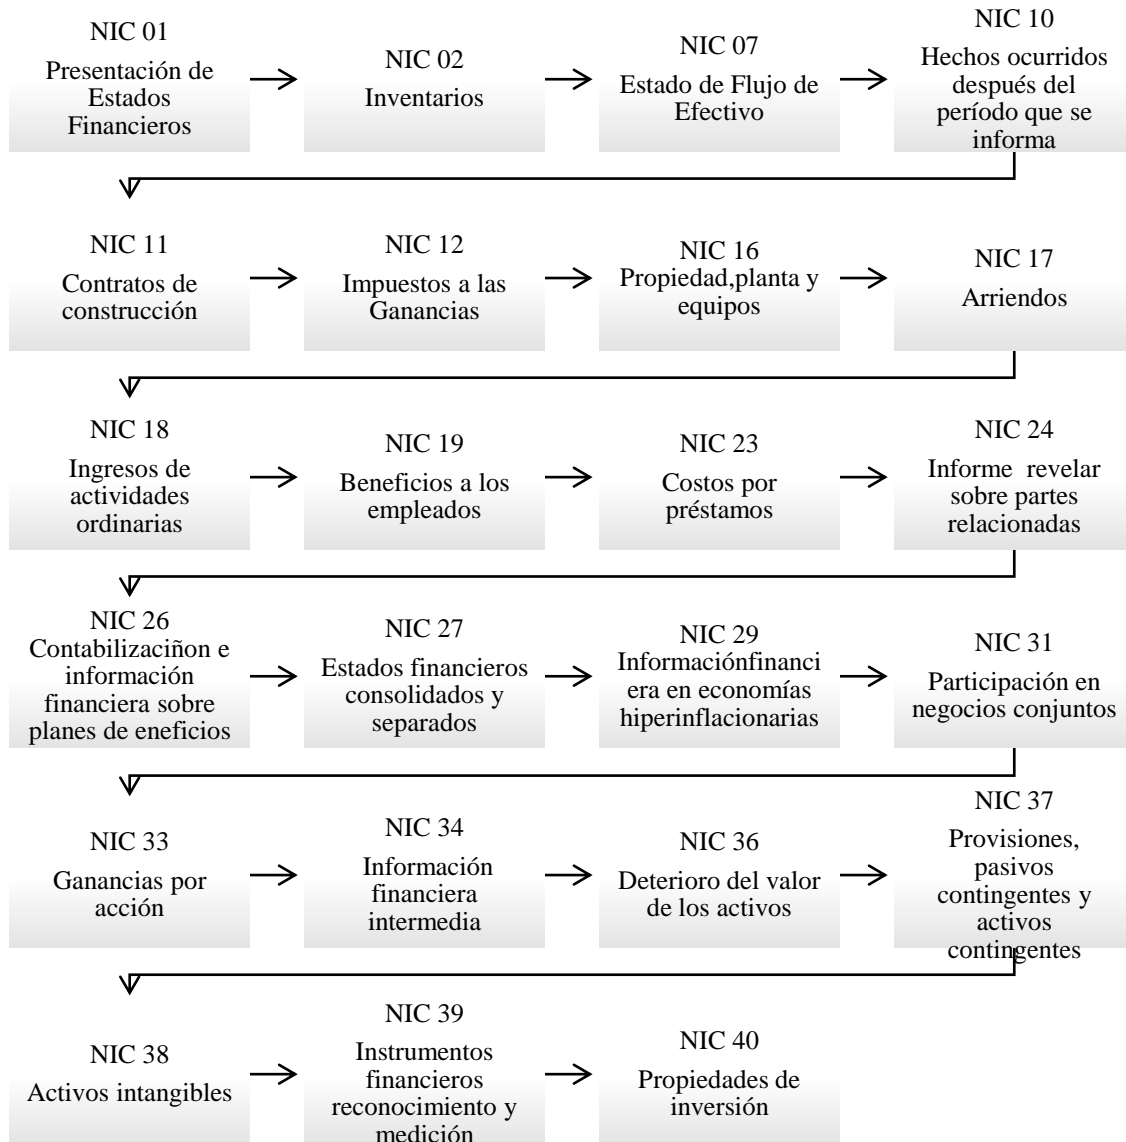 NIC 01
Presentación de
Estados
Financieros
NIC 02
Inventarios
NIC 07
Estado de Flujo de
Efectivo
NIC 10
Hechos ocurridos
después del
período que se
informa
NIC 11
Contratos de
construcción
NIC 12
Impuestos a las
Ganancias
NIC 16
Propiedad,planta y
equipos
NIC 17
Arriendos
NIC 18
Ingresos de
actividades
ordinarias
NIC 19
Beneficios a los
empleados
NIC 23
Costos por
préstamos
NIC 24
Informe  revelar
sobre partes
relacionadas
NIC 26
Contabilizaciñon e
información
financiera sobre
planes de eneficios
NIC 27
Estados financieros
consolidados y
separados
NIC 29
Informaciónfinanci
era en economías
hiperinflacionarias
NIC 31
Participación en
negocios conjuntos
NIC 33
Ganancias por
acción
NIC 34
Información
financiera
intermedia
NIC 36
Deterioro del valor
de los activos
NIC 37
Provisiones,
pasivos
contingentes y
activos
contingentes
NIC 38
Activos intangibles
NIC 39
Instrumentos
financieros
reconocimiento y
medición
NIC 40
Propiedades de
inversión